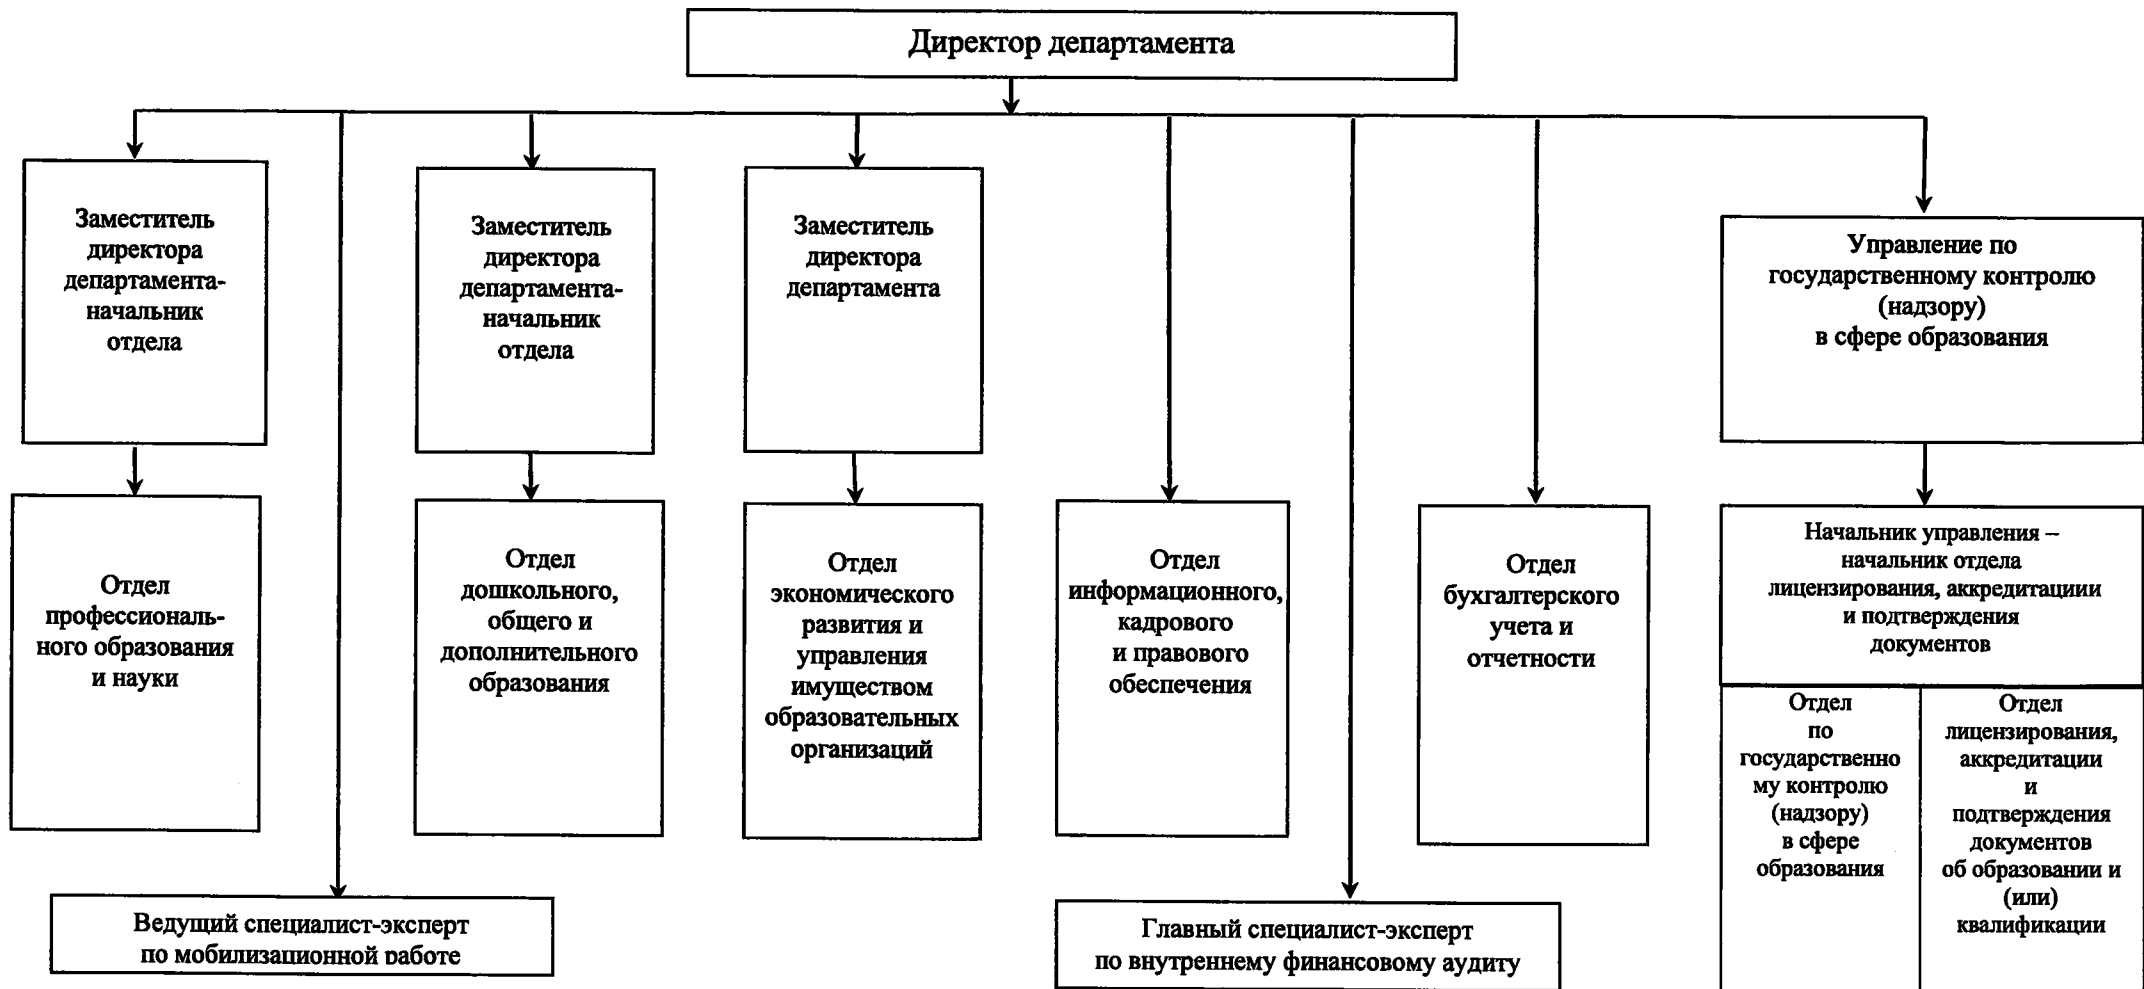 Директор департамента
Заместитель
директора
департамента-
начальник
отдела
Заместитель
директора
департамента-
начальник
отдела
Заместитель
директора
департамента
Управление по
государственному контролю
(надзору)
в сфере образования
Отдел
профессиональ-
ного образования
и науки
Отдел
дошкольного,
общего и
дополнительного
образования
Отдел
экономического
развития и
управления
имуществом
образовательных
организаций
Отдел
информационного,
кадрового
и правового
обеспечения
Отдел
бухгалтерского
учета и
отчетности
Начальник управления –
начальник отдела
лицензирования, аккредитациии
и подтверждения
документов
Отдел
по
государственно
му контролю
(надзору)
в сфере
образования
Отдел
лицензирования,
аккредитации
и
подтверждения
документов
об образовании и
(или)
квалификации
Ведущий специалист-эксперт
по мобилизационной работе
Главный специалист-эксперт
по внутреннему финансовому аудиту